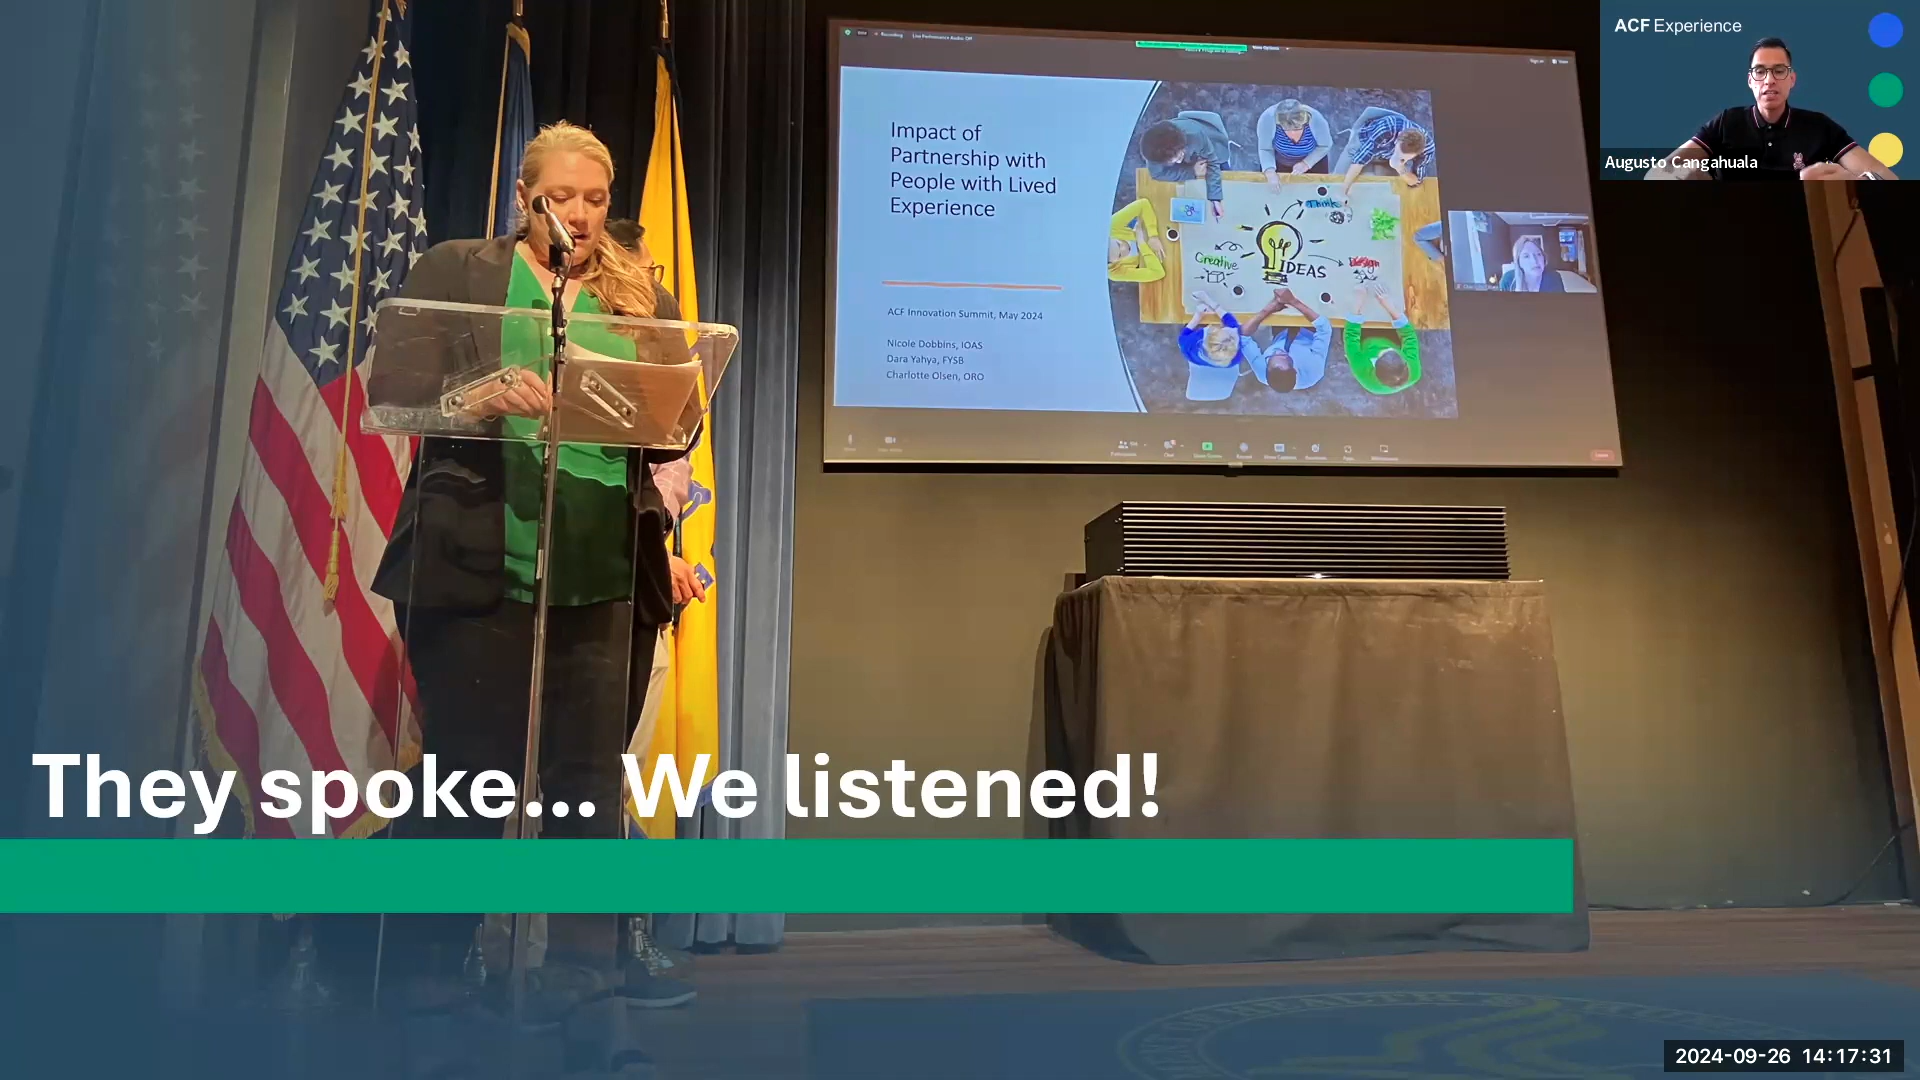 ACF Experience
Augusto Cangahuala
Impact of
Partnership with
People with Lived
Experience
ACF Innovation Summit, May 2024
Nicole Dobbins, IOAS
Dara Yahya, FYSB
Charlotte Olsen, ORO
Think
Creative
IDEAS
Design
They spoke... We listened!
2024-09-26 14:17:31